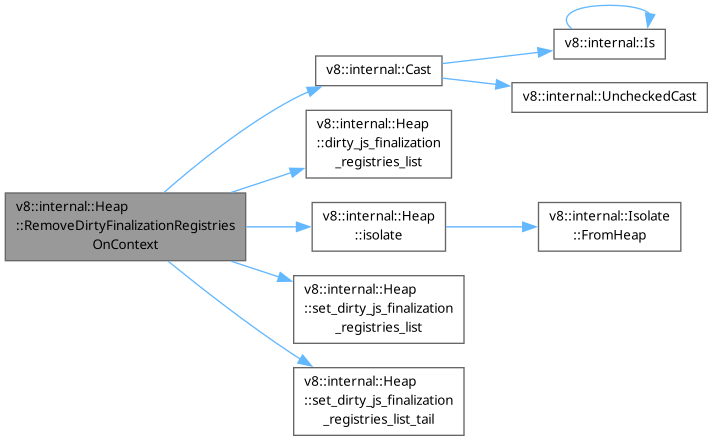 v8::internal::Heap
::RemoveDirtyFinalizationRegistries
OnContext
v8::internal::Cast
v8::internal::Is
v8::internal::UncheckedCast
v8::internal::Heap
::dirty_js_finalization
_registries_list
v8::internal::Heap
::isolate
v8::internal::Isolate
::FromHeap
v8::internal::Heap
::set_dirty_js_finalization
_registries_list
v8::internal::Heap
::set_dirty_js_finalization
_registries_list_tail